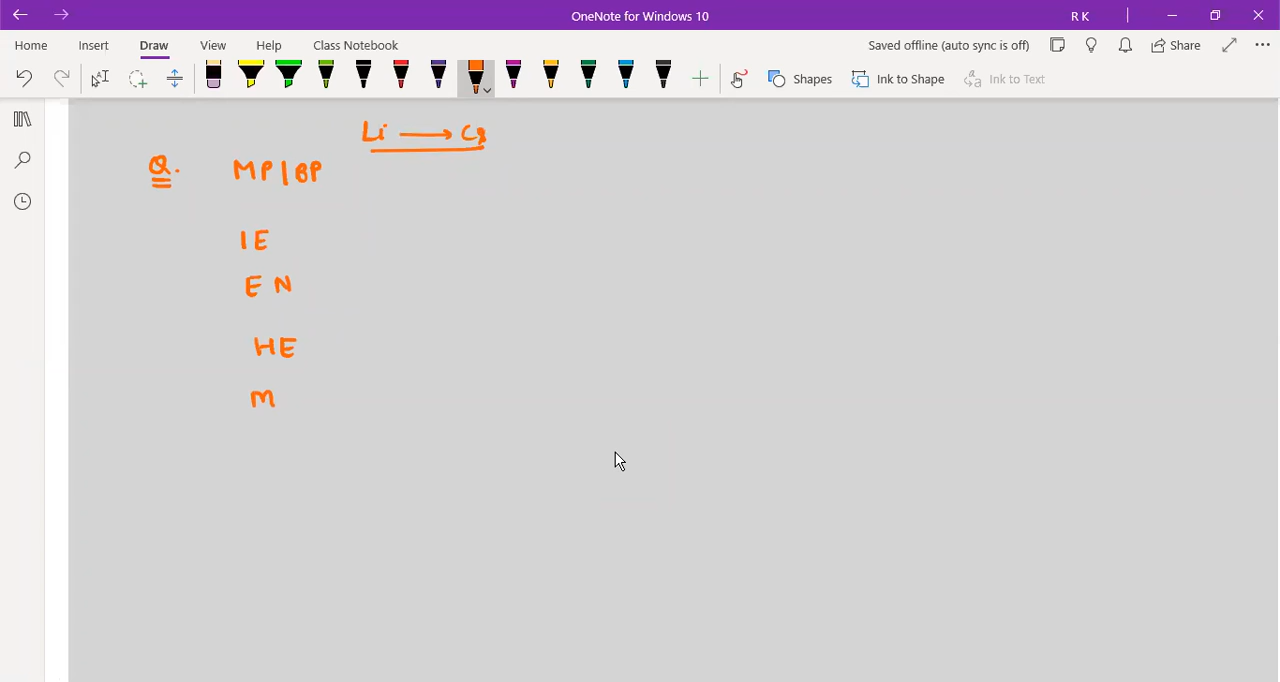 OneNote for Windows 10
R K
Home Insert Draw View Help Class Notebook
Saved offline (auto sync is off) Share
Shapes Ink to Shape Ink to Text
Li → Cs
Q. MP|BP
IE
EN
HE
M